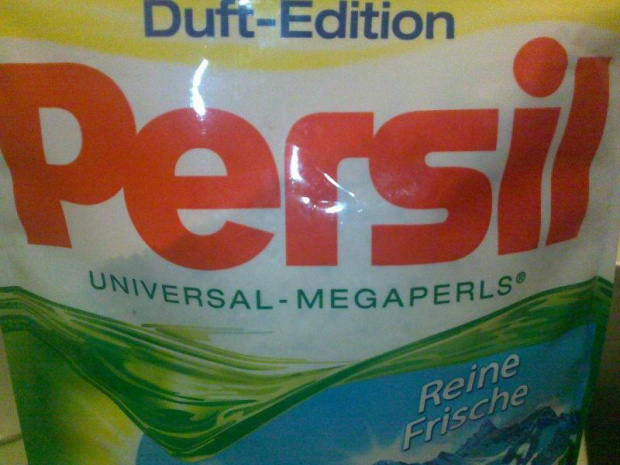 Duft-Edition
Persil
UNIVERSAL-MEGAPERLS®
Reine
Frische